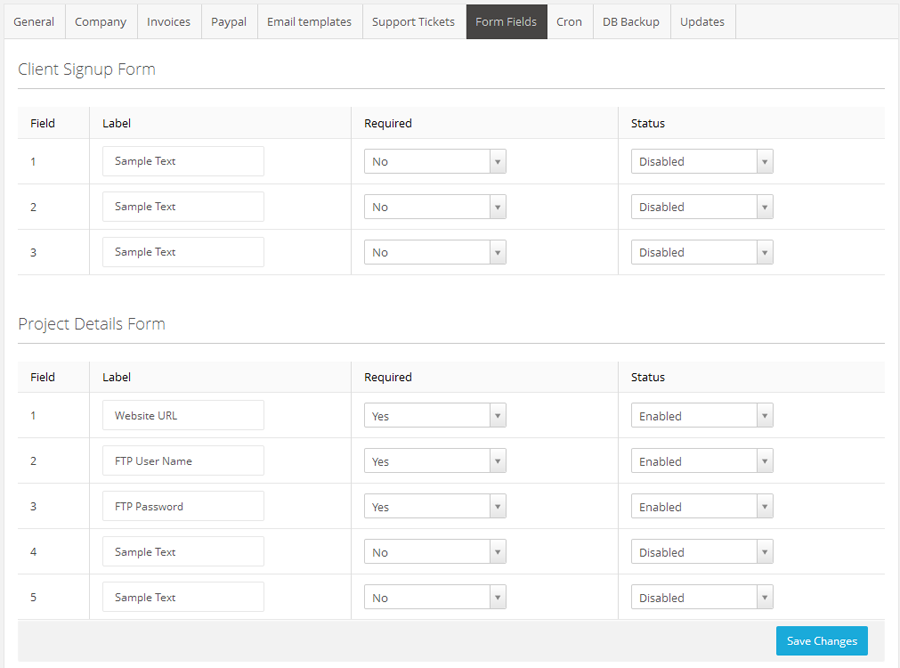 General Company Invoices Paypal Email templates Support Tickets Form Fields Cron DB Backup Updates
Client Signup Form
Field Label Required Status
1 Sample Text No Disabled
2 Sample Text No Disabled
3 Sample Text No Disabled
Project Details Form
Field Label Required Status
1 Website URL Yes Enabled
2 FTP User Name Yes Enabled
3 FTP Password Yes Enabled
4 Sample Text No Disabled
5 Sample Text No Disabled
Save Changes